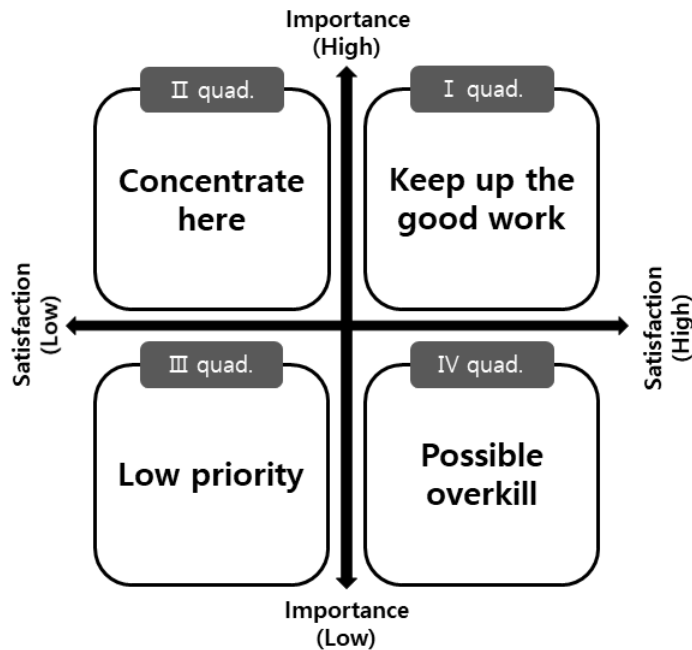 Importance
(High)
Ⅱ quad.
Ⅰ quad.
Concentrate
here
Keep up the
good work
Satisfaction
(Low)
Satisfaction
(High)
Ⅲ quad.
Ⅳ quad.
Low priority
Possible
overkill
Importance
(Low)